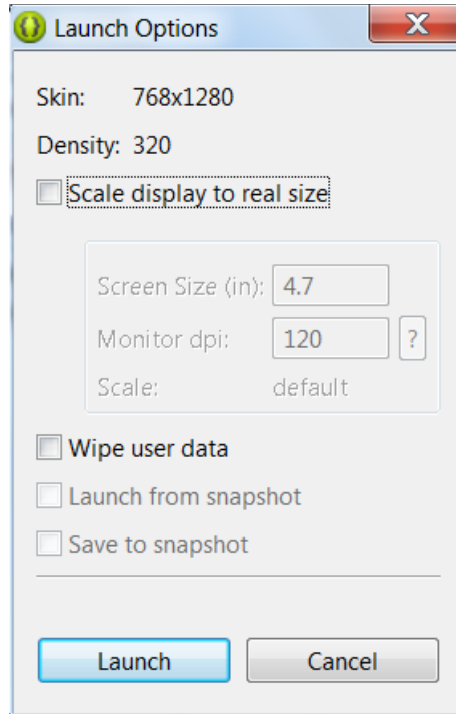 Launch Options
Skin: 768x1280
Density: 320
Scale display to real size
Screen Size (in): 4.7
Monitor dpi: 120 ?
Scale: default
Wipe user data
Launch from snapshot
Save to snapshot
Launch Cancel